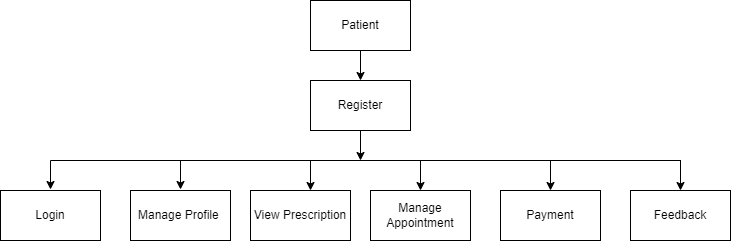 Patient
Register
Login
Manage Profile
View Prescription
Manage
Appointment
Payment
Feedback